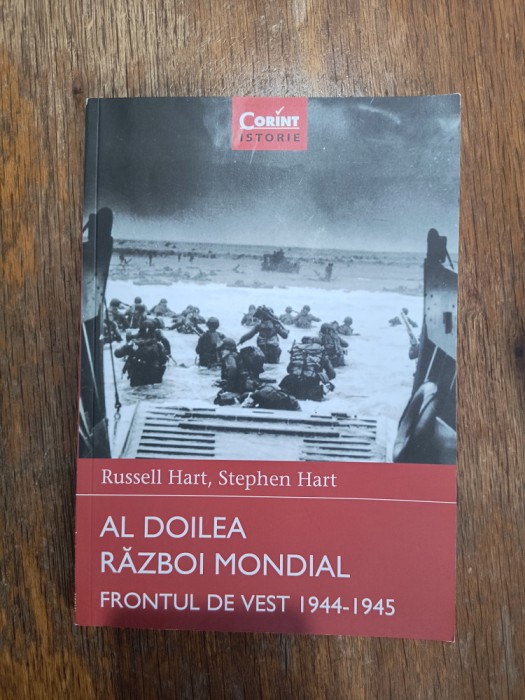 CORINT
ISTORIE
Russell Hart, Stephen Hart
AL DOILEA
RĂZBOI MONDIAL
FRONTUL DE VEST 1944-1945